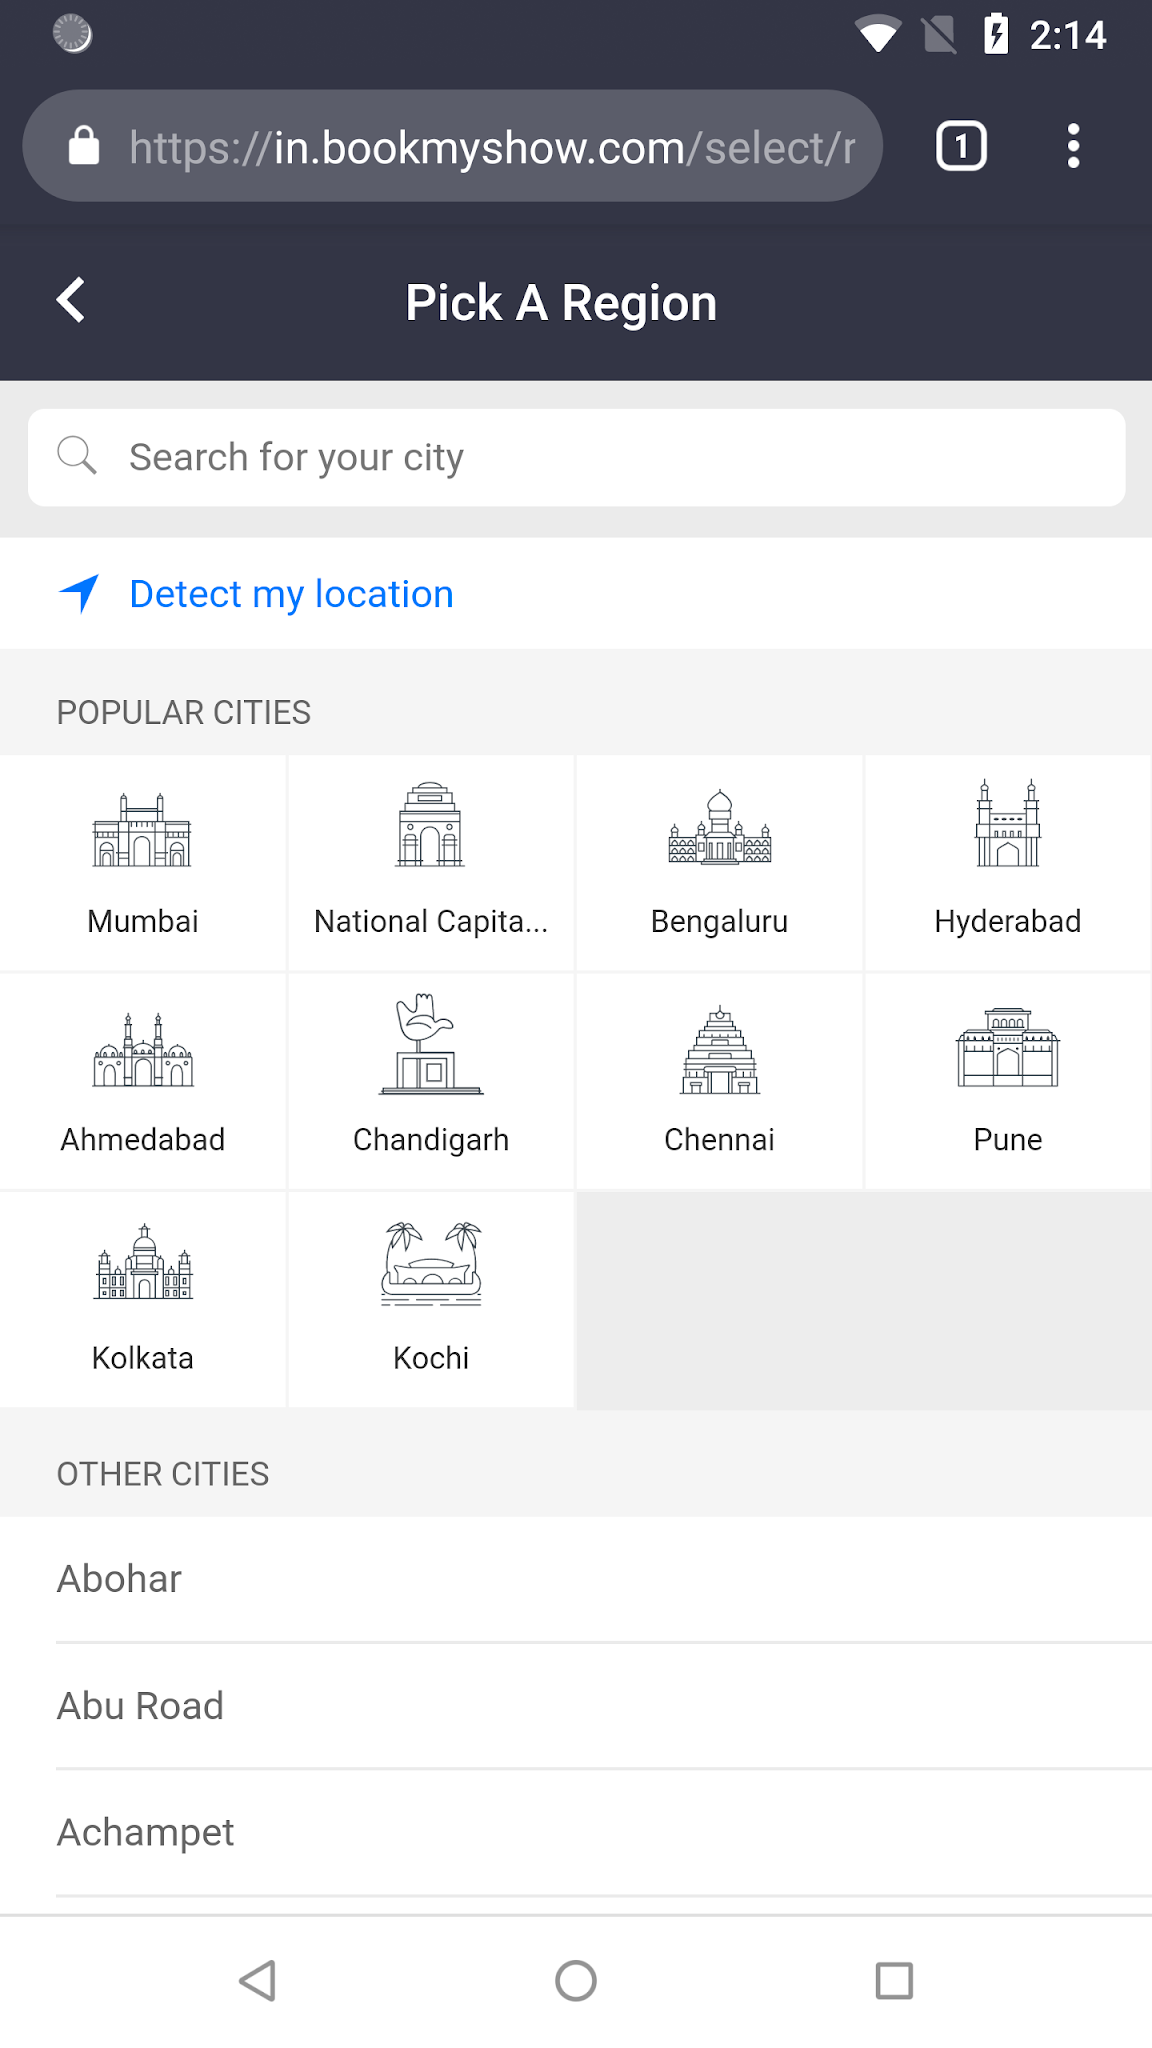 2:14
https://in.bookmyshow.com/select/r
1
Pick A Region
Search for your city
Detect my location
POPULAR CITIES
Mumbai
National Capita...
Bengaluru
Hyderabad
Ahmedabad
Chandigarh
Chennai
Pune
Kolkata
Kochi
OTHER CITIES
Abohar
Abu Road
Achampet